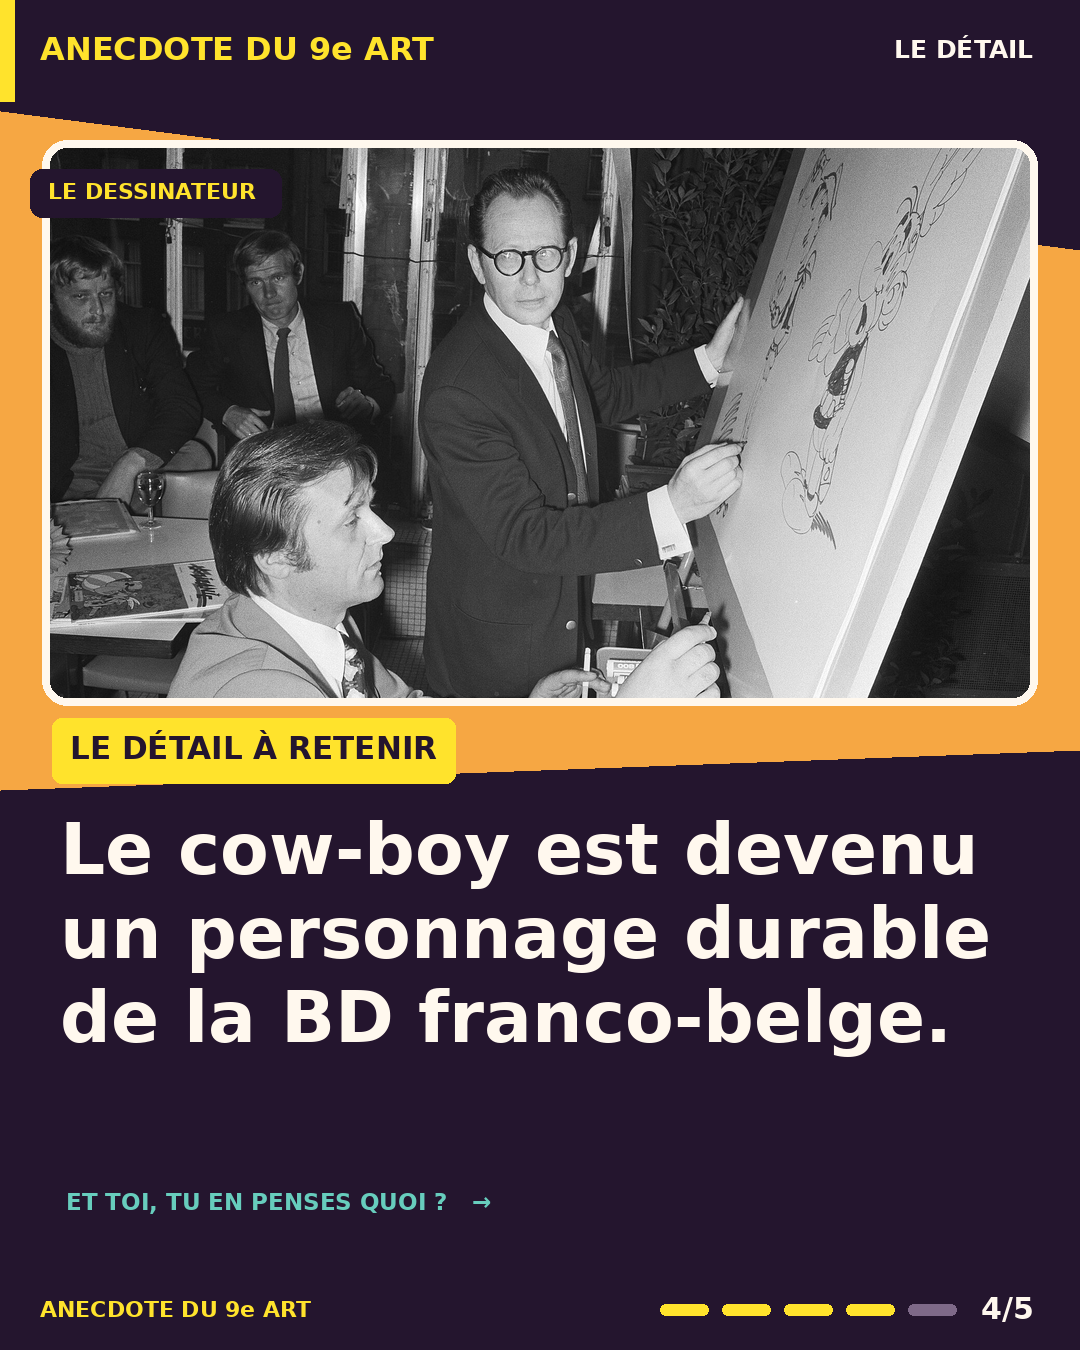 ANECDOTE DU 9e ART
LE DÉTAIL
LE DESSINATEUR
LE DÉTAIL À RETENIR
Le cow-boy est devenu
un personnage durable
de la BD franco-belge.
ET TOI, TU EN PENSES QUOI ? →
ANECDOTE DU 9e ART
4/5